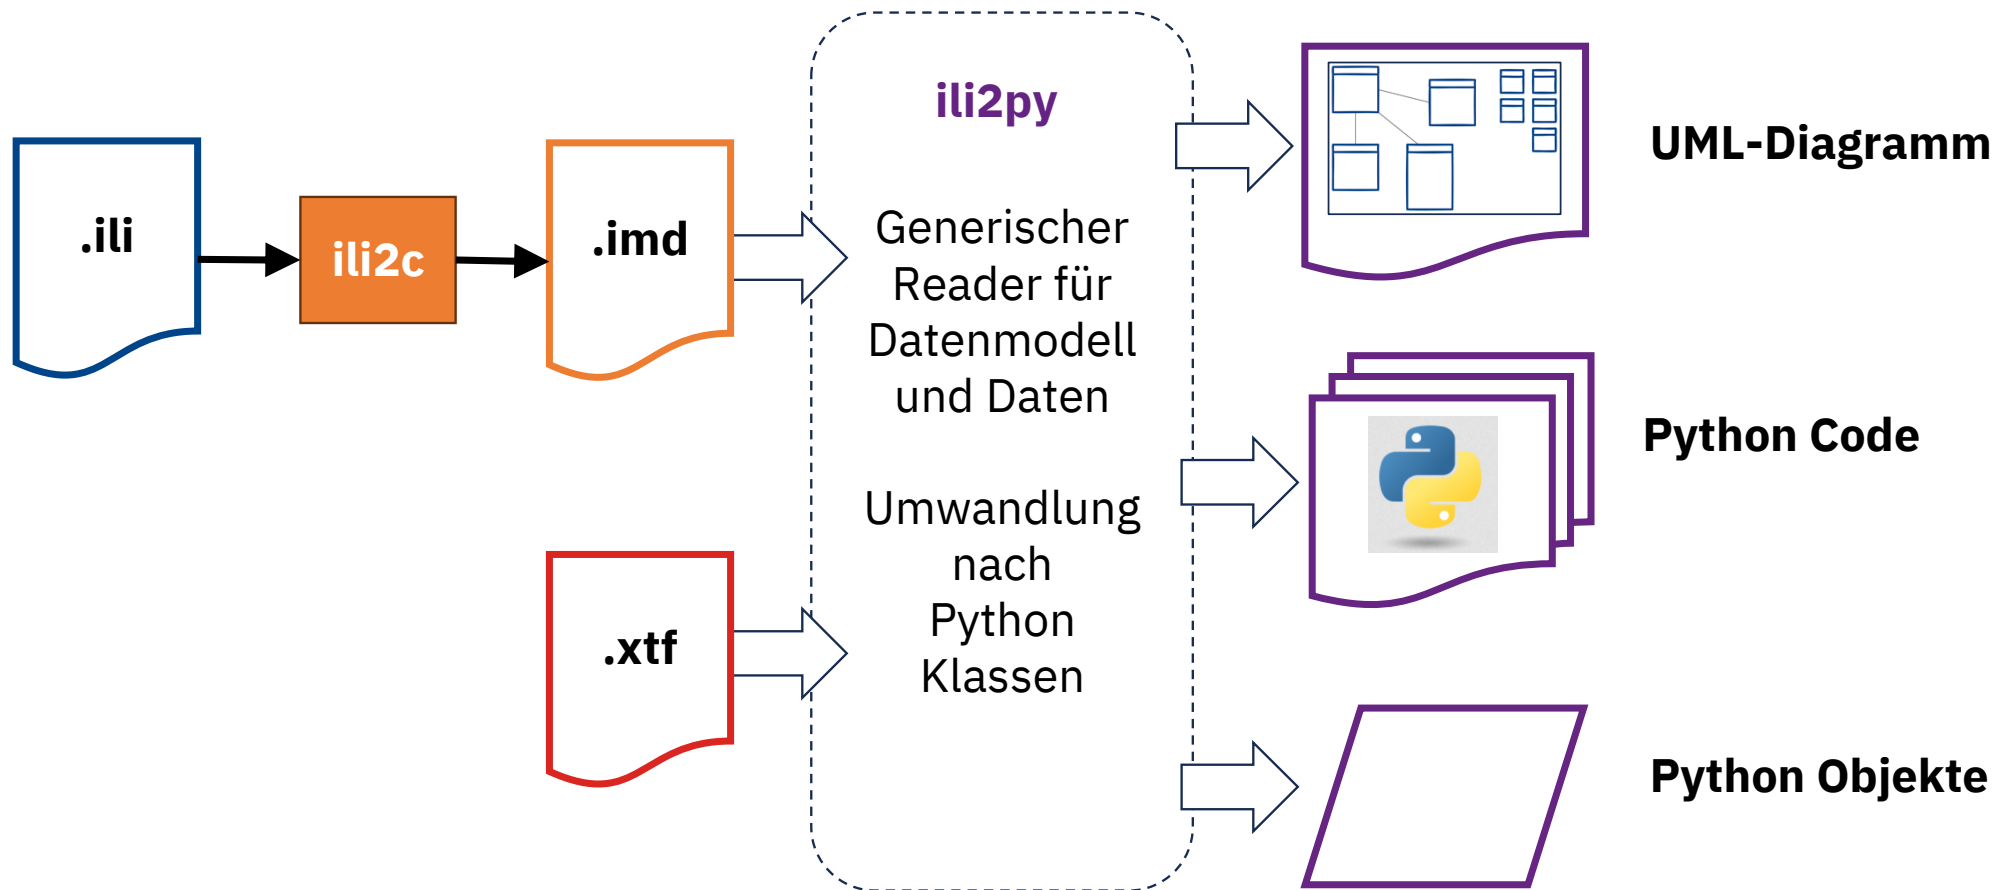 .ili
ili2c
.imd
.xtf
ili2py
Generischer
Reader für
Datenmodell
und Daten
Umwandlung
nach
Python
Klassen
UML-Diagramm
Python Code
Python Objekte